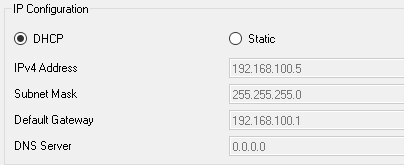 IP Configuration
DHCP Static
IPv4 Address 192.168.100.5
Subnet Mask 255.255.255.0
Default Gateway 192.168.100.1
DNS Server 0.0.0.0